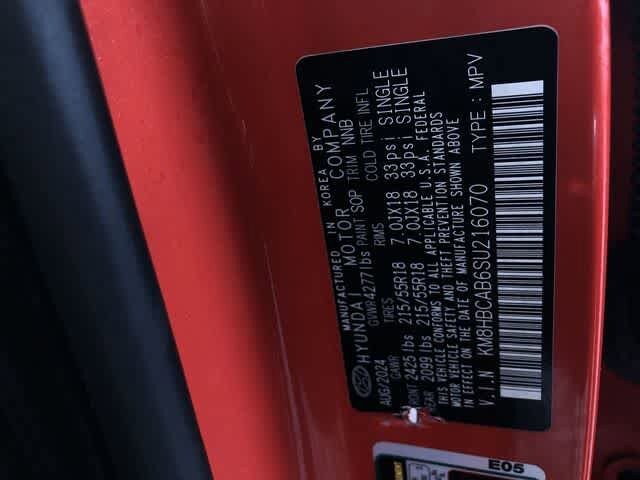 MANUFACTURED IN KOREA BY
HYUNDAI MOTOR COMPANY
AUG/2024 GVWR 4277 lbs PAINT SOP TRIM NNB
GAWR TIRES RIMS COLD TIRE INFL
2425 lbs 215/55R18 7.0JX18 33psi SINGLE
2099 lbs 215/55R18 7.0JX18 33psi SINGLE
THIS VEHICLE CONFORMS TO ALL APPLICABLE U.S.A. FEDERAL
MOTOR VEHICLE SAFETY AND THEFT PREVENTION STANDARDS
IN EFFECT ON THE DATE OF MANUFACTURE SHOWN ABOVE
V.I.N KM8HBCAB6SU216070 TYPE : MPV
E05